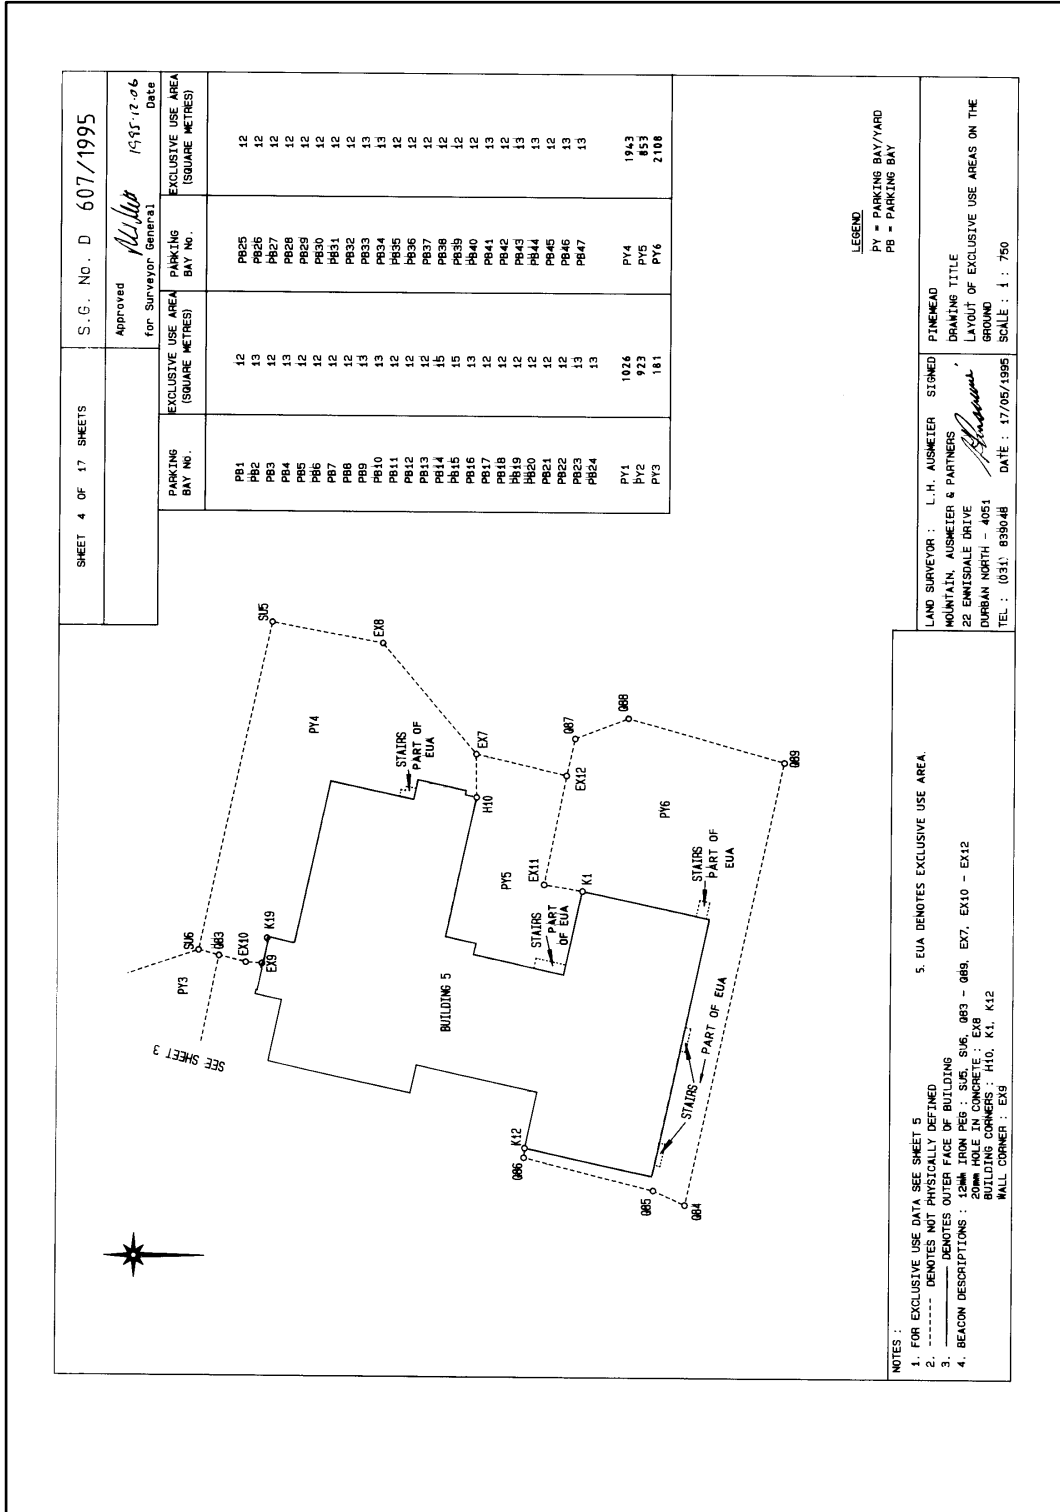 SHEET 4 OF 17 SHEETS
S.G. No. D 607/1995
Approved
1995.12.06
for Surveyor General Date
PARKING BAY No. EXCLUSIVE USE AREA (SQUARE METRES) PARKING BAY No. EXCLUSIVE USE AREA (SQUARE METRES)
PB1 12 PB25 12
PB2 13 PB26 12
PB3 12 PB27 12
PB4 13 PB28 12
PB5 12 PB29 12
PB6 12 PB30 12
PB7 12 PB31 12
PB8 12 PB32 12
PB9 13 PB33 13
PB10 13 PB34 13
PB11 12 PB35 12
PB12 12 PB36 12
PB13 12 PB37 12
PB14 15 PB38 12
PB15 15 PB39 12
PB16 13 PB40 12
PB17 12 PB41 13
PB18 12 PB42 12
PB19 12 PB43 13
PB20 12 PB44 13
PB21 12 PB45 12
PB22 12 PB46 13
PB23 13 PB47 13
PB24 13
PY1 1026 PY4 1943
PY2 923 PY5 853
PY3 181 PY6 2108
SEE SHEET 3
PY3
SU6
QB3
EX10
EX9
K19
SU5
PY4
EX8
STAIRS
PART OF
EUA
EX7
H10
BUILDING 5
PY5
EX11
EX12
QB7
QB8
STAIRS
PART
OF EUA
K1
PY6
STAIRS
PART OF
EUA
QB9
K12
QB6
QB5
QB4
STAIRS
PART OF EUA
LEGEND
PY = PARKING BAY/YARD
PB = PARKING BAY
NOTES :
1. FOR EXCLUSIVE USE DATA SEE SHEET 5
2. ------- DENOTES NOT PHYSICALLY DEFINED
3. ——— DENOTES OUTER FACE OF BUILDING
4. BEACON DESCRIPTIONS : 12mm IRON PEG : SU5, SU6, QB3 - QB9, EX7, EX10 - EX12
20mm HOLE IN CONCRETE : EX8
BUILDING CORNERS : H10, K1, K12
WALL CORNER : EX9
5. EUA DENOTES EXCLUSIVE USE AREA.
LAND SURVEYOR : L.H. AUSMEIER SIGNED
MOUNTAIN, AUSMEIER & PARTNERS
22 ENNISDALE DRIVE
DURBAN NORTH - 4051
TEL : (031) 839048 DATE : 17/05/1995
PINEMEAD
DRAWING TITLE
LAYOUT OF EXCLUSIVE USE AREAS ON THE
GROUND
SCALE : 1 : 750